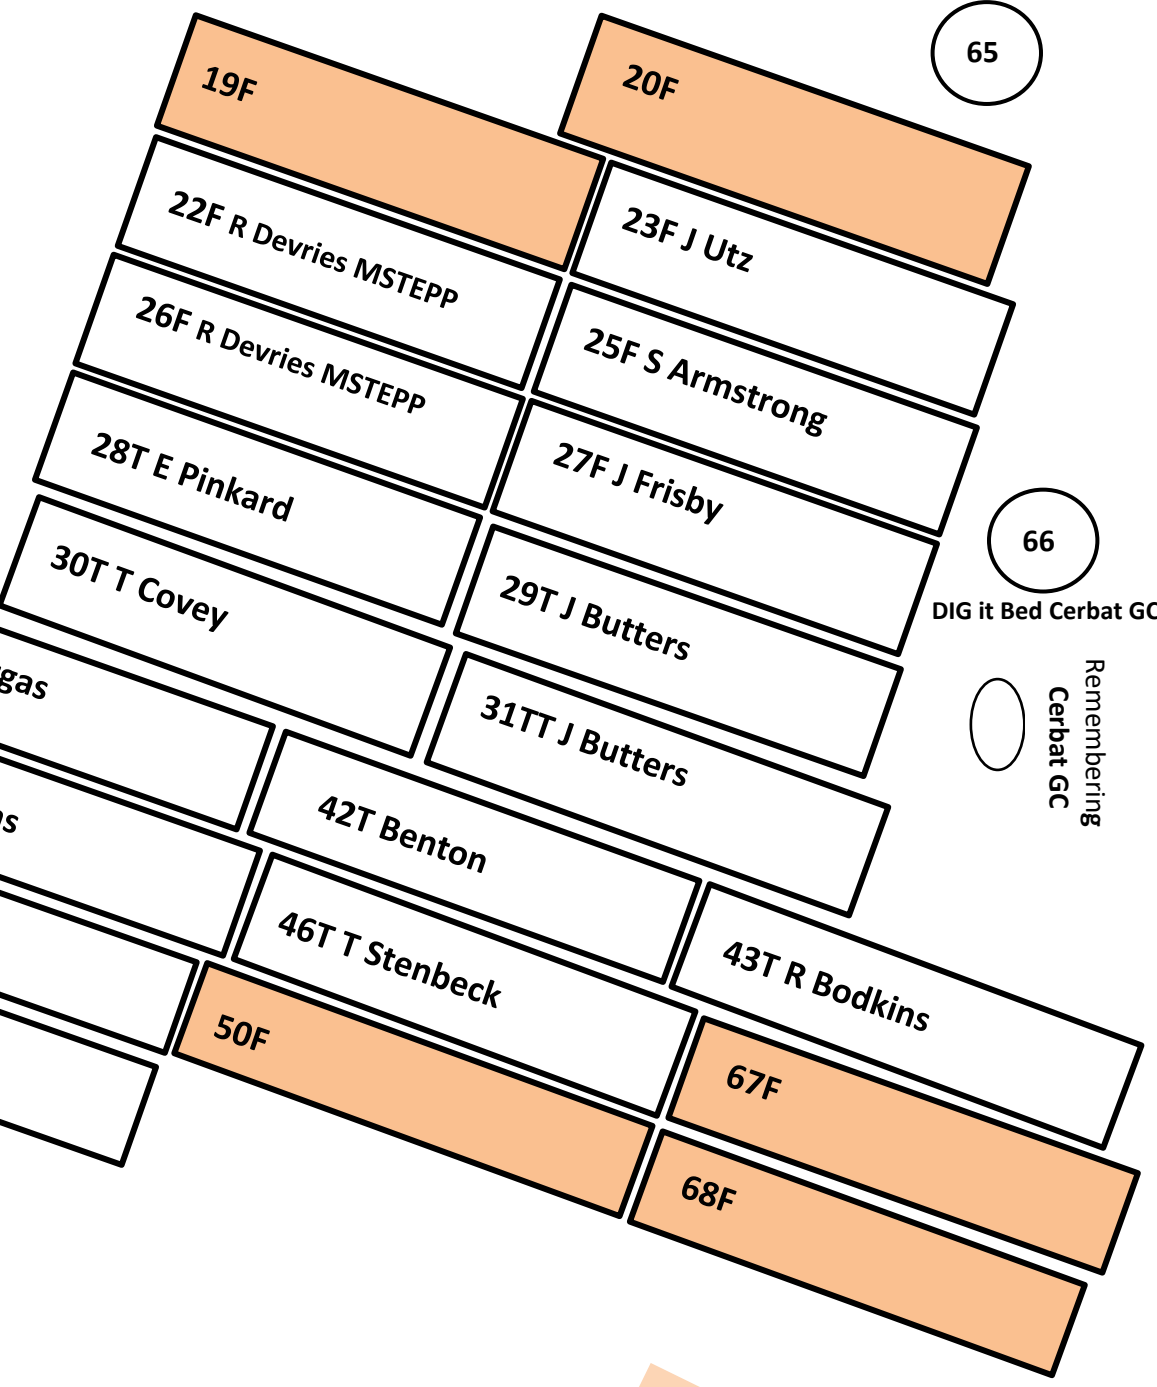 65
19F
20F
22F R Devries MSTEPP
23F J Utz
26F R Devries MSTEPP
25F S Armstrong
28T E Pinkard
27F J Frisby
66
DIG it Bed Cerbat GC
30T T Covey
29T J Butters
Remembering
Cerbat GC
gas
31TT J Butters
42T Benton
s
46T T Stenbeck
43T R Bodkins
50F
67F
68F